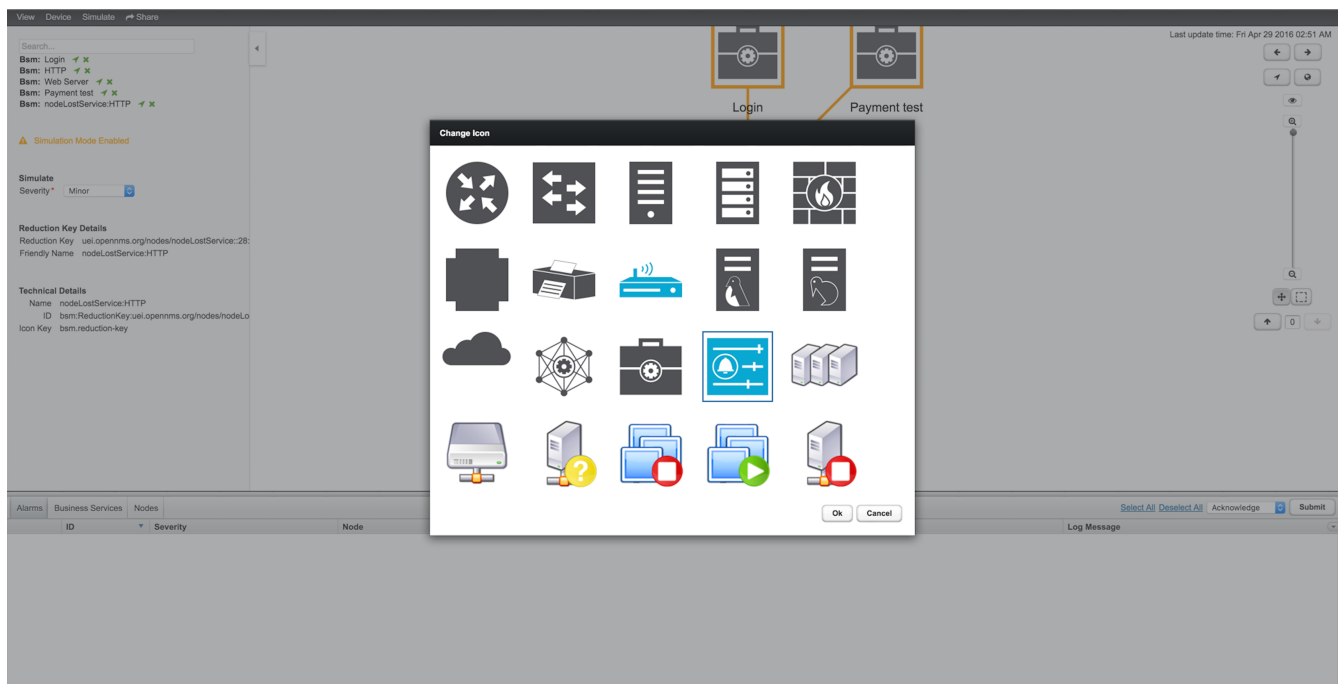 View Device Simulate Share
Last update time: Fri Apr 29 2016 02:51 AM
Search...
Bsm: Login
Bsm: HTTP
Bsm: Web Server
Bsm: Payment test
Bsm: nodeLostService:HTTP
Simulation Mode Enabled
Simulate
Severity* Minor
Reduction Key Details
Reduction Key uei.opennms.org/nodes/nodeLostService::28:
Friendly Name nodeLostService:HTTP
Technical Details
Name nodeLostService:HTTP
ID bsm:ReductionKey:uei.opennms.org/nodes/nodeLo
Icon Key bsm.reduction-key
Login
Payment test
0
Change Icon
?
Ok Cancel
Alarms Business Services Nodes
Select All Deselect All Acknowledge Submit
ID Severity Node Log Message